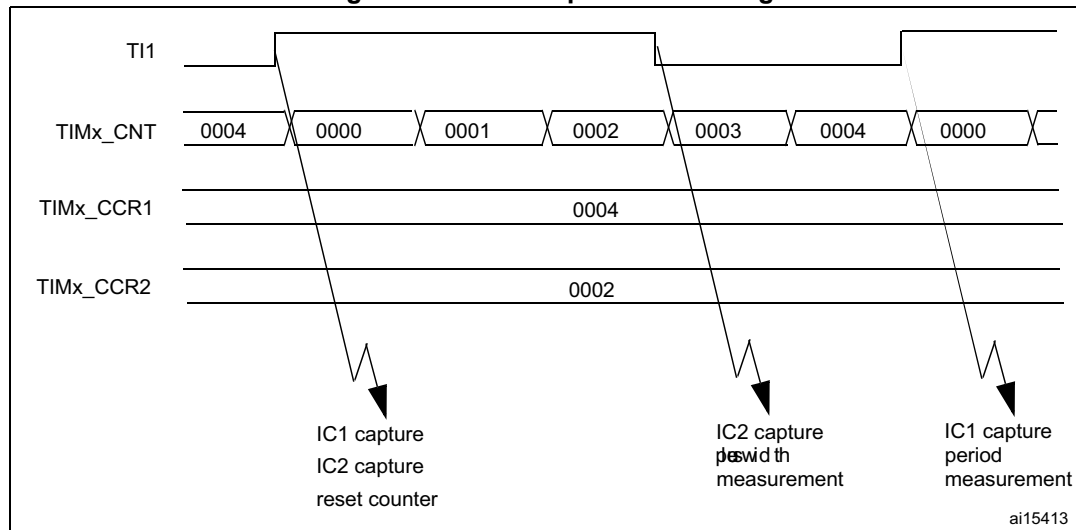 TI1
TIMx_CNT 0004 0000 0001 0002 0003 0004 0000
TIMx_CCR1 0004
TIMx_CCR2 0002
IC1 capture
IC2 capture
reset counter
IC2 capture
measurement
IC1 capture
period
measurement
ai15413